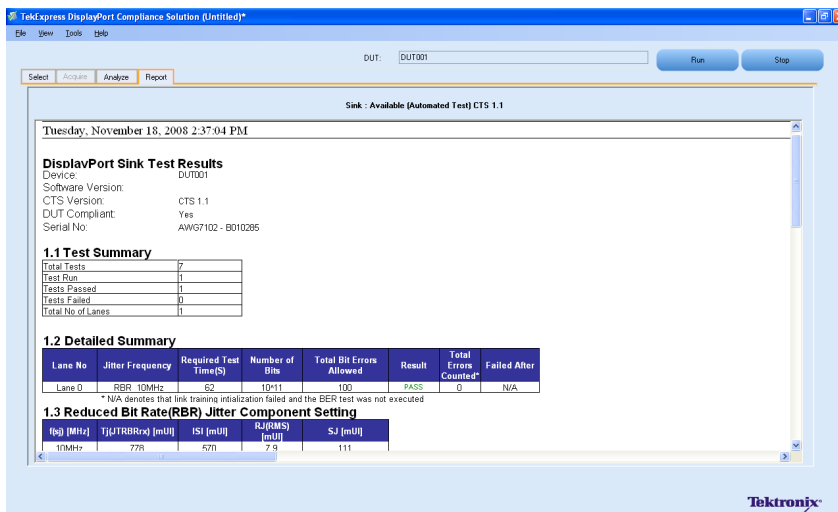 TekExpress DisplayPort Compliance Solution (Untitled)*
File View Tools Help
DUT: DUT001
Run Stop
Select Acquire Analyze Report
Sink : Available (Automated Test) CTS 1.1
Tuesday, November 18, 2008 2:37:04 PM
DisplayPort Sink Test Results
Device: DUT001
Software Version:
CTS Version: CTS 1.1
DUT Compliant: Yes
Serial No: AWG7102 - B010285
1.1 Test Summary
Total Tests 7
Test Run 1
Tests Passed 1
Tests Failed 0
Total No of Lanes 1
1.2 Detailed Summary
Lane No Jitter Frequency Required Test Time(S) Number of Bits Total Bit Errors Allowed Result Total Errors Counted* Failed After
Lane 0 RBR 10MHz 62 10^11 100 PASS 0 N/A
* N/A denotes that link training intialization failed and the BER test was not executed
1.3 Reduced Bit Rate(RBR) Jitter Component Setting
f(sj) [MHz] Tj(JTRBRrx) [mUI] ISI [mUI] RJ(RMS) [mUI] SJ [mUI]
10MHz 778 570 7.9 111
Tektronix